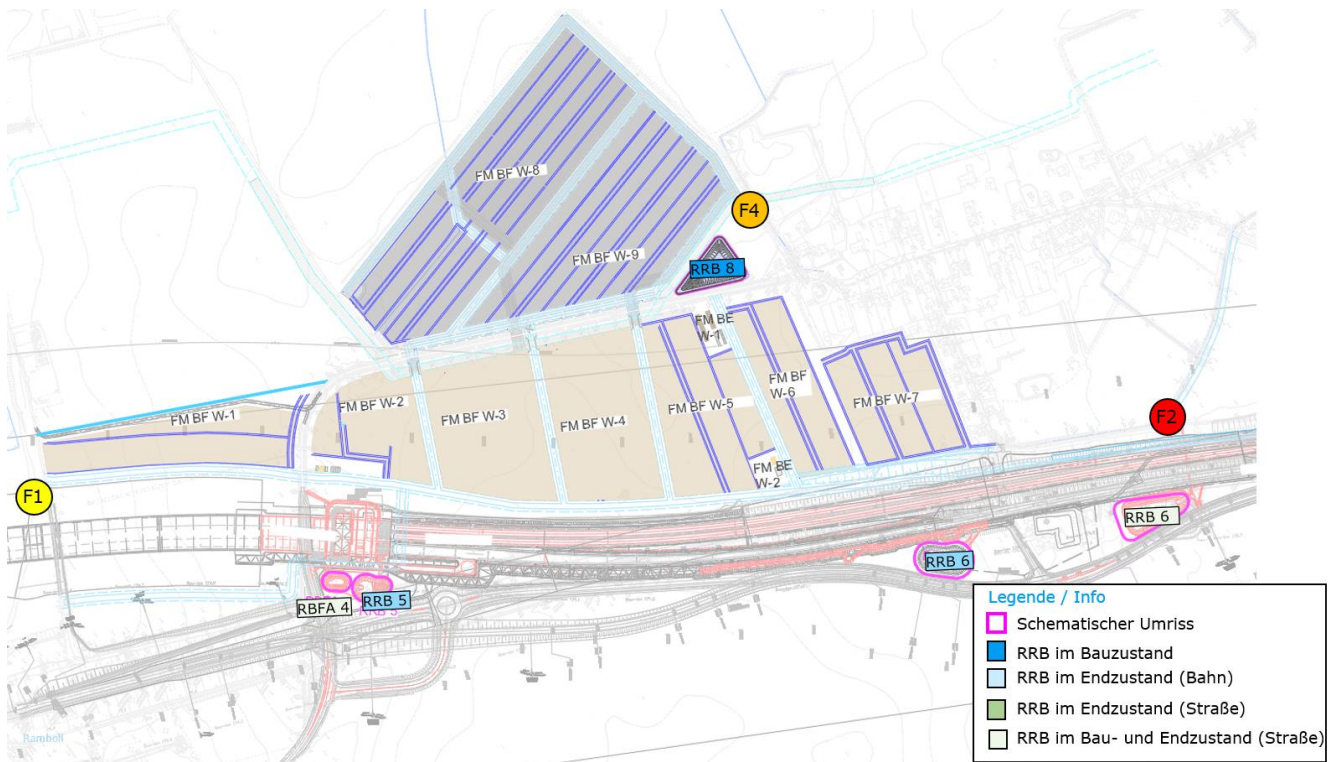 FM BF W-8
F4
FM BF W-9
RRB 8
FM BE
W-1
FM BF W-1
FM BF W-2
FM BF W-3
FM BF W-4
FM BF W-5
FM BF
W-6
FM BF W-7
F2
FM BE
W-2
F1
RRB 6
RRB 6
RBFA 4
RRB 5
Legende / Info
Schematischer Umriss
RRB im Bauzustand
RRB im Endzustand (Bahn)
RRB im Endzustand (Straße)
RRB im Bau- und Endzustand (Straße)
Ramboll